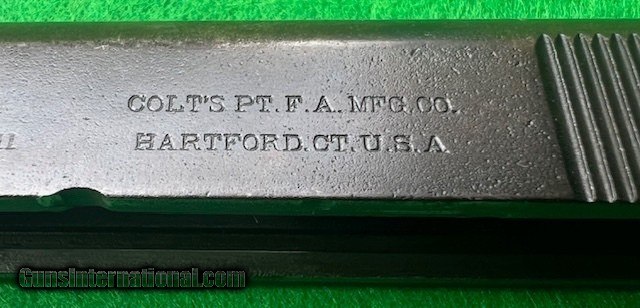 COLT'S PT. F. A. MFG. CO.
HARTFORD. CT. U. S. A
GunsInternational.com